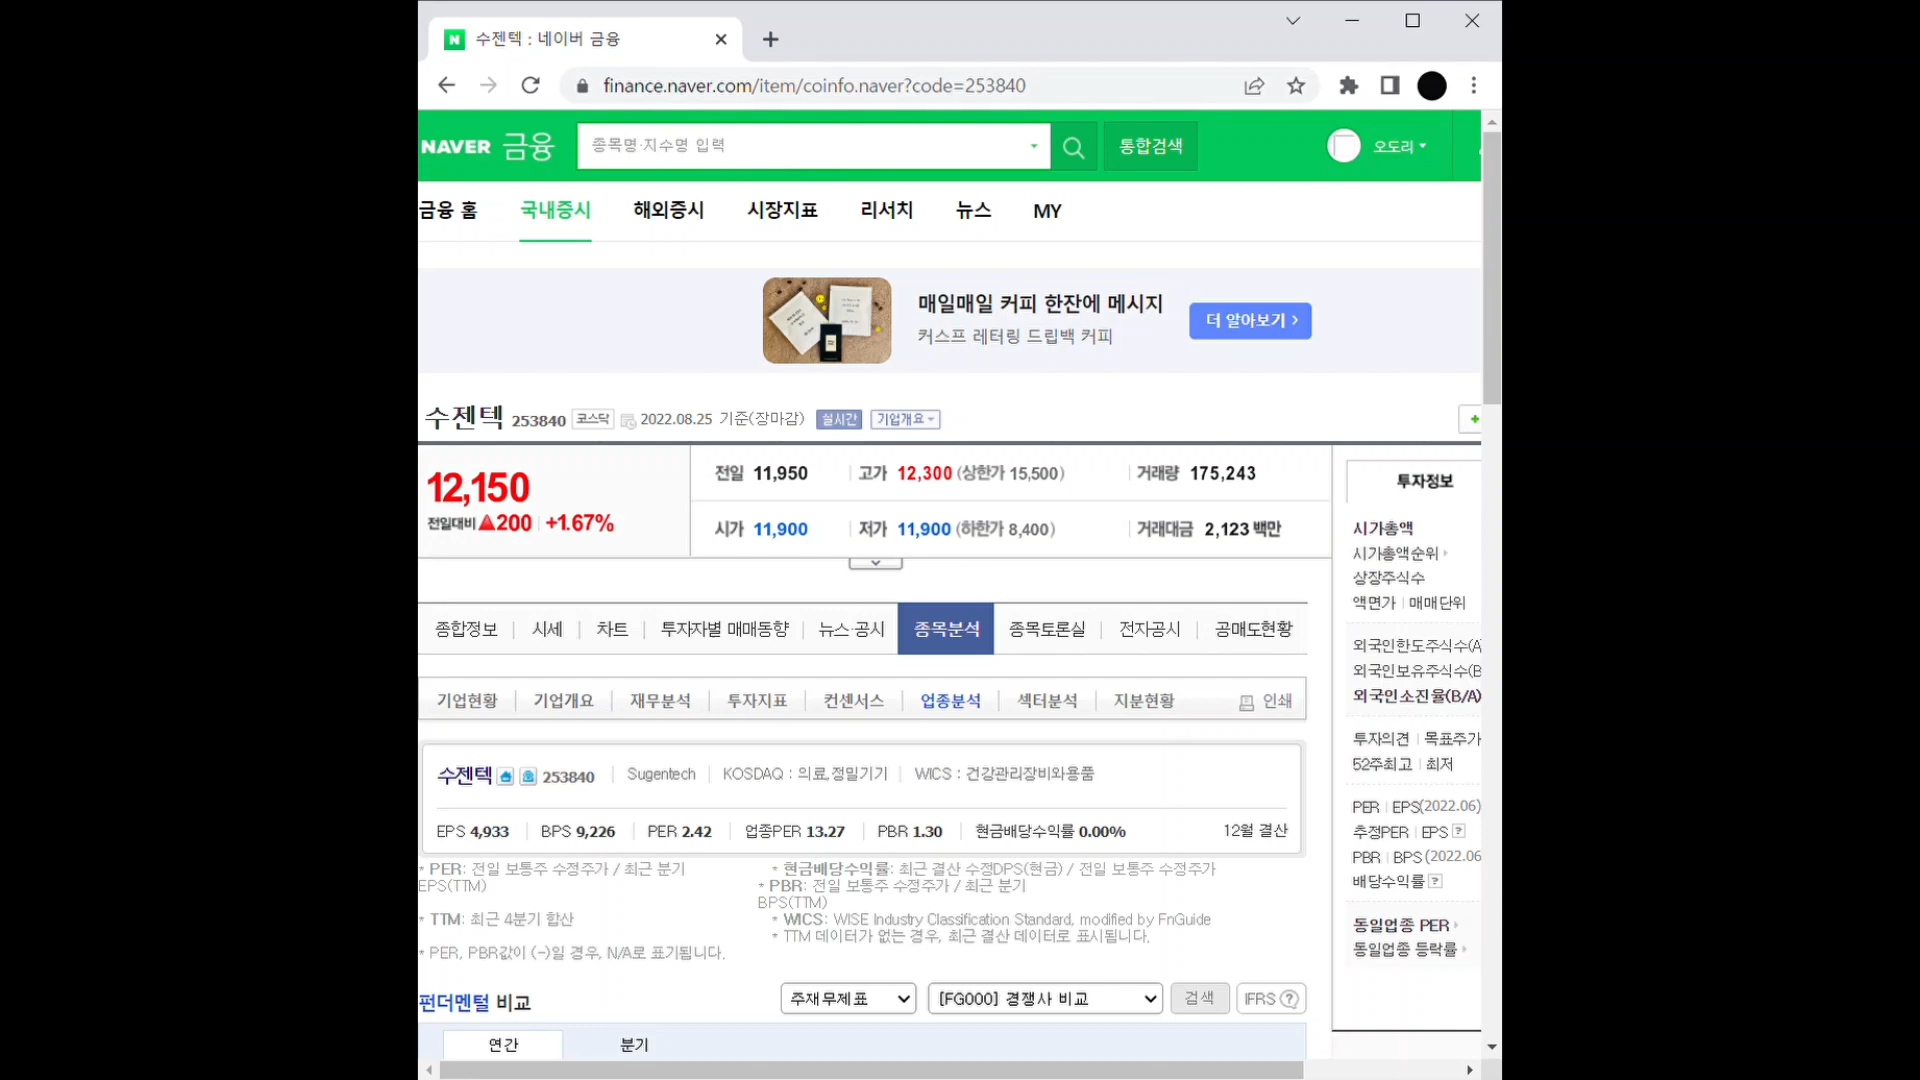 수젠텍 : 네이버 금융
finance.naver.com/item/coinfo.naver?code=253840
NAVER 금융 종목명·지수명 입력 통합검색 오도리
금융 홈 국내증시 해외증시 시장지표 리서치 뉴스 MY
매일매일 커피 한잔에 메시지
커스프 레터링 드립백 커피
더 알아보기 >
수젠텍 253840 코스닥 2022.08.25 기준(장마감) 실시간 기업개요
12,150
전일대비 ▲200 +1.67%
전일 11,950 고가 12,300 (상한가 15,500) 거래량 175,243
시가 11,900 저가 11,900 (하한가 8,400) 거래대금 2,123 백만
종합정보 시세 차트 투자자별 매매동향 뉴스·공시 종목분석 종목토론실 전자공시 공매도현황
기업현황 기업개요 재무분석 투자지표 컨센서스 업종분석 섹터분석 지분현황 인쇄
수젠텍 253840 Sugentech KOSDAQ : 의료,정밀기기 WICS : 건강관리장비와용품
EPS 4,933 BPS 9,226 PER 2.42 업종PER 13.27 PBR 1.30 현금배당수익률 0.00% 12월 결산
* PER: 전일 보통주 수정주가 / 최근 분기
EPS(TTM)
* 현금배당수익률: 최근 결산 수정DPS(현금) / 전일 보통주 수정주가
* PBR: 전일 보통주 수정주가 / 최근 분기
BPS(TTM)
* TTM: 최근 4분기 합산
* WICS: WISE Industry Classification Standard, modified by FnGuide
* TTM 데이터가 없는 경우, 최근 결산 데이터로 표시됩니다.
* PER, PBR값이 (-)일 경우, N/A로 표기됩니다.
펀더멘털 비교 주재무제표 [FG000] 경쟁사 비교 검색 IFRS ?
연간 분기
투자정보
시가총액
시가총액순위
상장주식수
액면가 매매단위
외국인한도주식수(A
외국인보유주식수(B
외국인소진율(B/A)
투자의견 목표주가
52주최고 최저
PER EPS(2022.06)
추정PER EPS ?
PBR BPS (2022.06
배당수익률 ?
동일업종 PER
동일업종 등락률